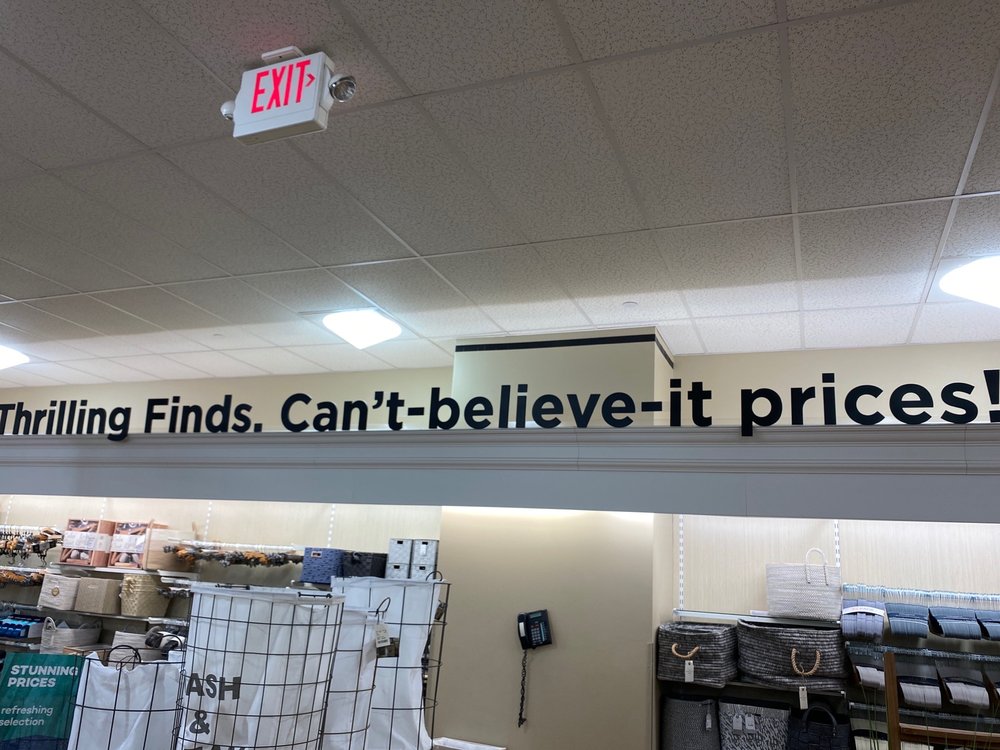 EXIT
Thrilling Finds. Can't-believe-it prices!
STUNNING
PRICES
refreshing
selection
ASH
&